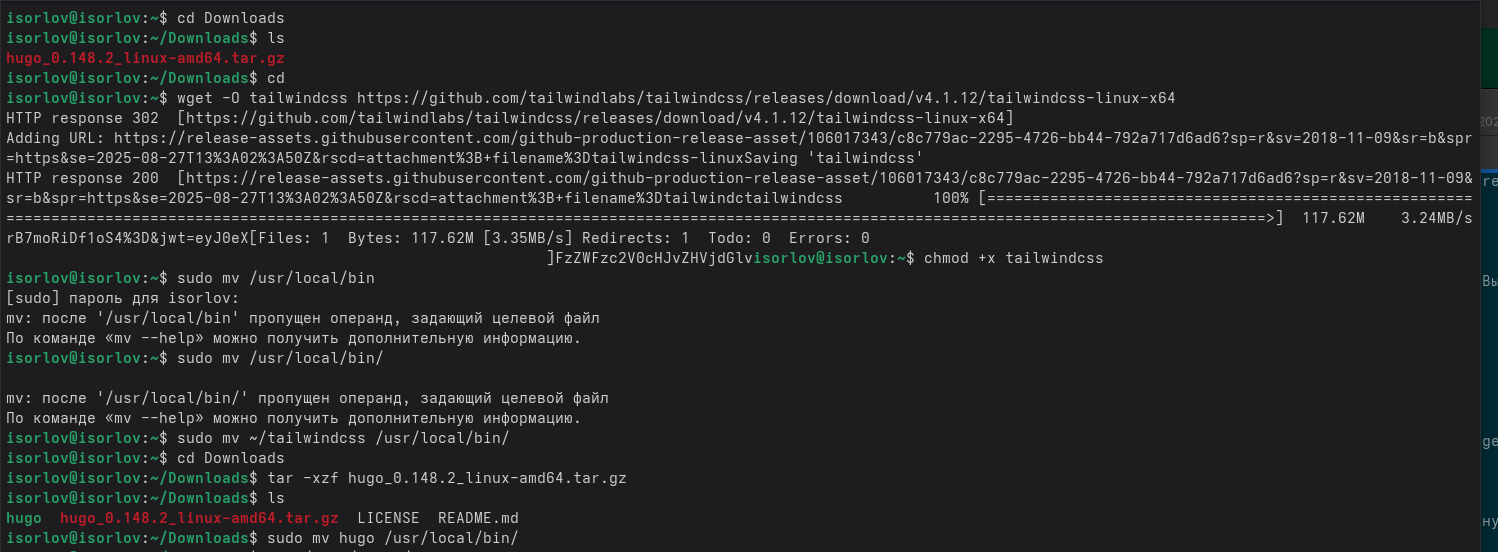 isorlov@isorlov:~$ cd Downloads
isorlov@isorlov:~/Downloads$ ls
hugo_0.148.2_linux-amd64.tar.gz
isorlov@isorlov:~/Downloads$ cd
isorlov@isorlov:~$ wget -O tailwindcss https://github.com/tailwindlabs/tailwindcss/releases/download/v4.1.12/tailwindcss-linux-x64
HTTP response 302  [https://github.com/tailwindlabs/tailwindcss/releases/download/v4.1.12/tailwindcss-linux-x64]
Adding URL: https://release-assets.githubusercontent.com/github-production-release-asset/106017343/c8c779ac-2295-4726-bb44-792a717d6ad6?sp=r&sv=2018-11-09&sr=b&spr
=https&se=2025-08-27T13%3A02%3A50Z&rscd=attachment%3B+filename%3Dtailwindcss-linuxSaving 'tailwindcss'
HTTP response 200  [https://release-assets.githubusercontent.com/github-production-release-asset/106017343/c8c779ac-2295-4726-bb44-792a717d6ad6?sp=r&sv=2018-11-09&
sr=b&spr=https&se=2025-08-27T13%3A02%3A50Z&rscd=attachment%3B+filename%3Dtailwindctailwindcss          100% [======================================================
============================================================================================================================================>]  117.62M    3.24MB/s
rB7moRiDf1oS4%3D&jwt=eyJ0eX[Files: 1  Bytes: 117.62M [3.35MB/s] Redirects: 1  Todo: 0  Errors: 0
]FzZWFzc2V0cHJvZHVjdGlvisorlov@isorlov:~$ chmod +x tailwindcss
isorlov@isorlov:~$ sudo mv /usr/local/bin
[sudo] пароль для isorlov:
mv: после '/usr/local/bin' пропущен операнд, задающий целевой файл
По команде «mv --help» можно получить дополнительную информацию.
isorlov@isorlov:~$ sudo mv /usr/local/bin/
mv: после '/usr/local/bin/' пропущен операнд, задающий целевой файл
По команде «mv --help» можно получить дополнительную информацию.
isorlov@isorlov:~$ sudo mv ~/tailwindcss /usr/local/bin/
isorlov@isorlov:~$ cd Downloads
isorlov@isorlov:~/Downloads$ tar -xzf hugo_0.148.2_linux-amd64.tar.gz
isorlov@isorlov:~/Downloads$ ls
hugo  hugo_0.148.2_linux-amd64.tar.gz  LICENSE  README.md
isorlov@isorlov:~/Downloads$ sudo mv hugo /usr/local/bin/